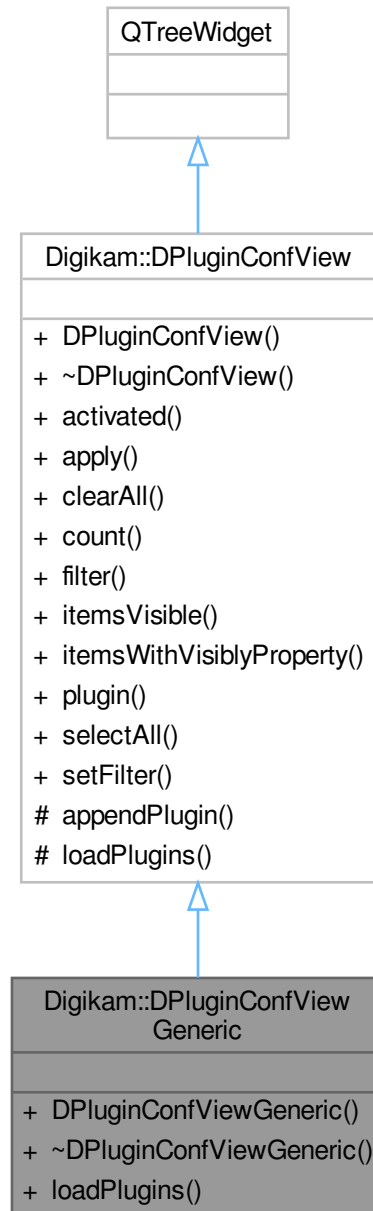 QTreeWidget
Digikam::DPluginConfView
+ DPluginConfView()
+ ~DPluginConfView()
+ activated()
+ apply()
+ clearAll()
+ count()
+ filter()
+ itemsVisible()
+ itemsWithVisiblyProperty()
+ plugin()
+ selectAll()
+ setFilter()
# appendPlugin()
# loadPlugins()
Digikam::DPluginConfView
Generic
+ DPluginConfViewGeneric()
+ ~DPluginConfViewGeneric()
+ loadPlugins()